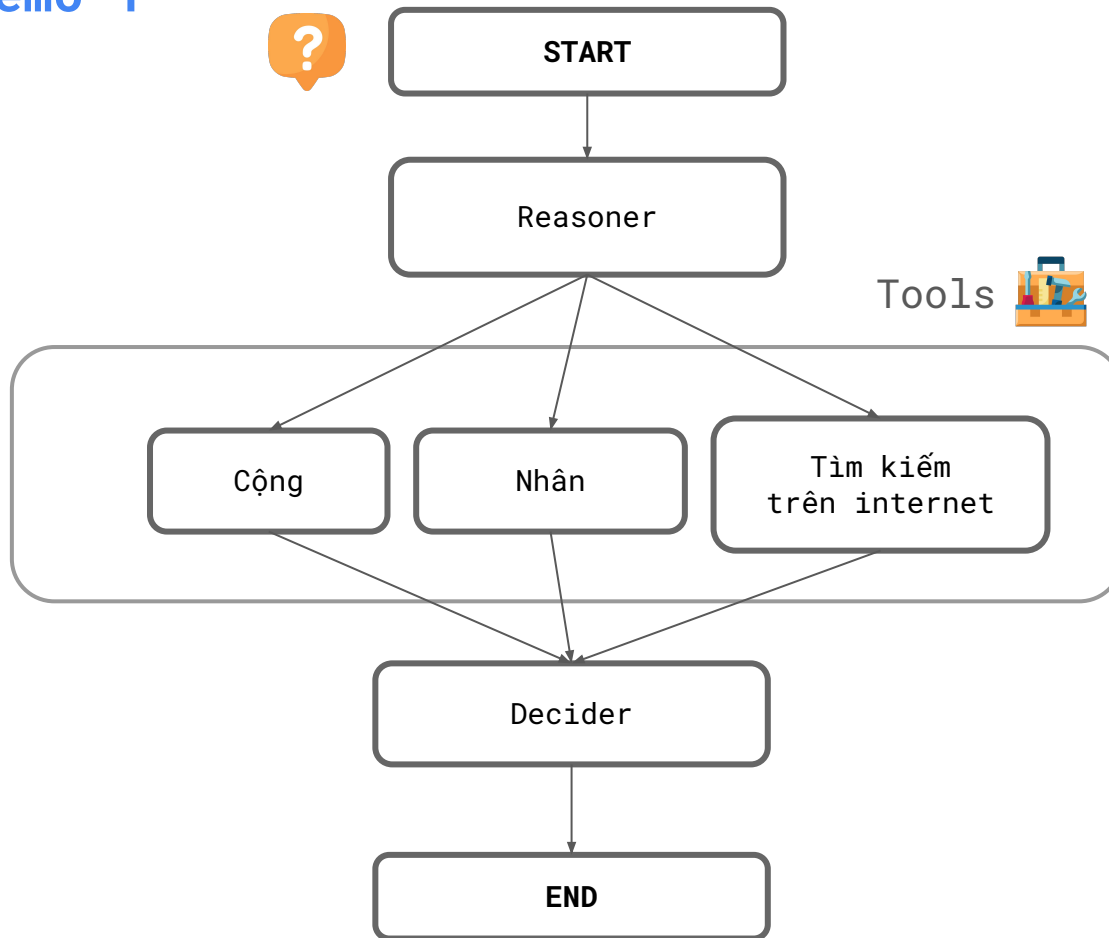 START
Reasoner
Tools
Cộng
Nhân
Tìm kiếm
trên internet
Decider
END